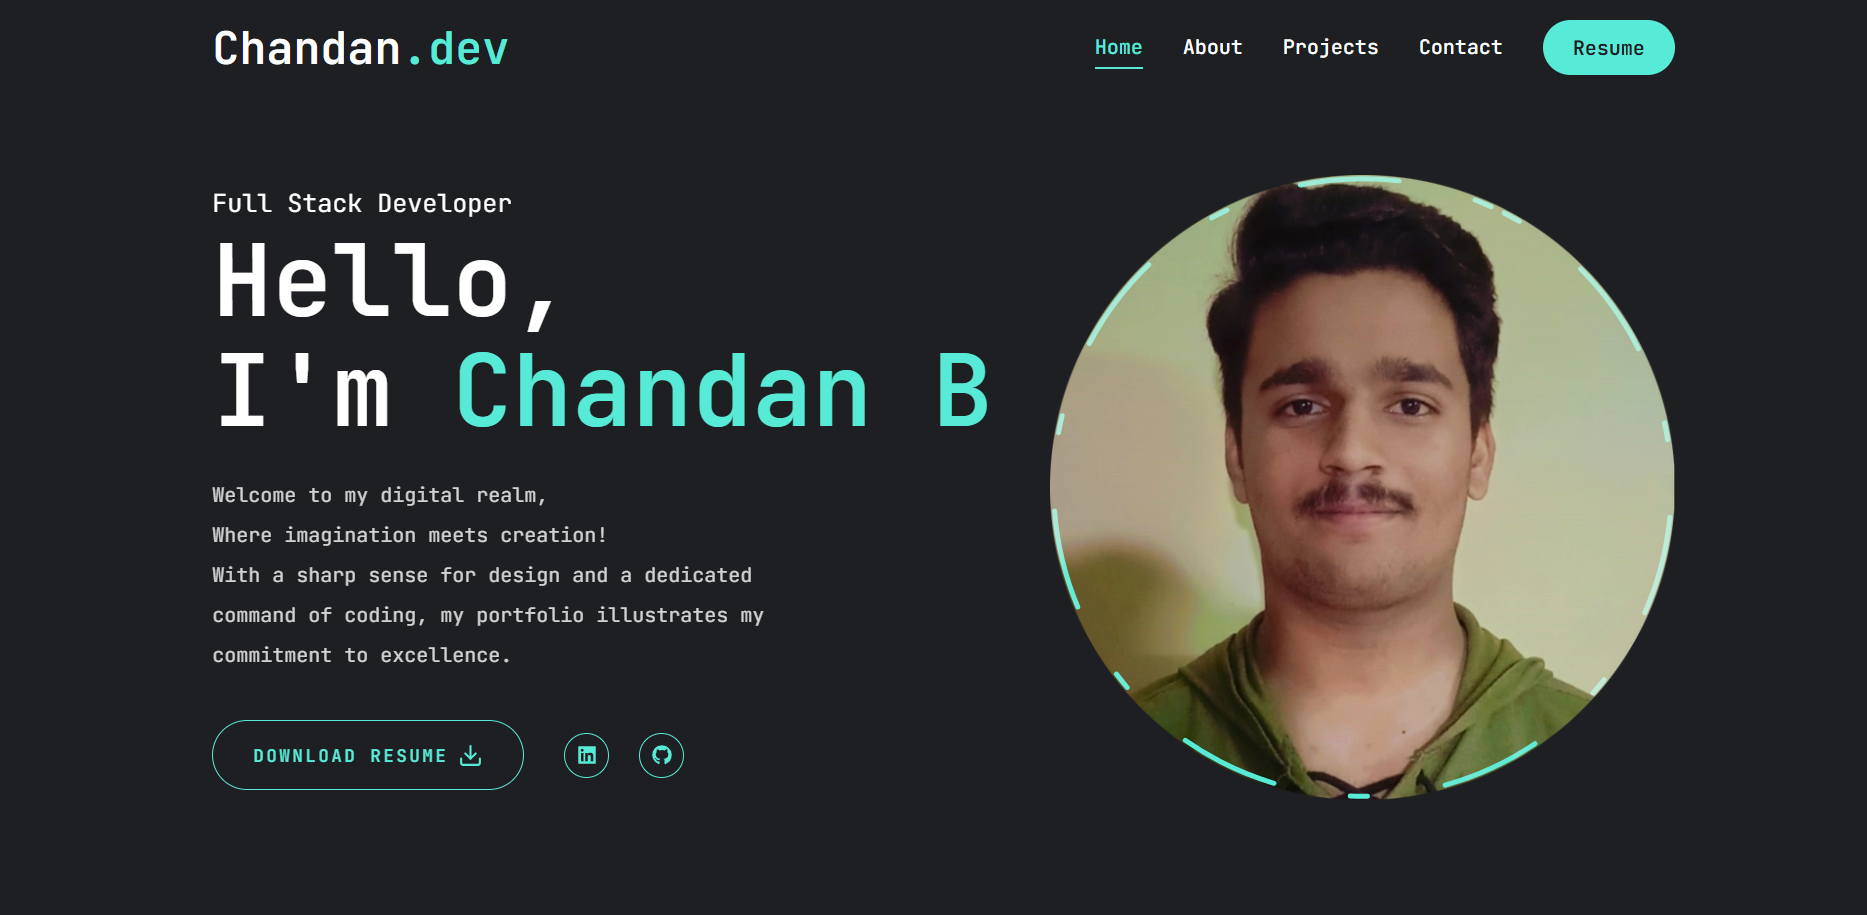 Chandan.dev
Home About Projects Contact Resume
Full Stack Developer
Hello,
I'm Chandan B
Welcome to my digital realm,
Where imagination meets creation!
With a sharp sense for design and a dedicated
command of coding, my portfolio illustrates my
commitment to excellence.
DOWNLOAD RESUME
in